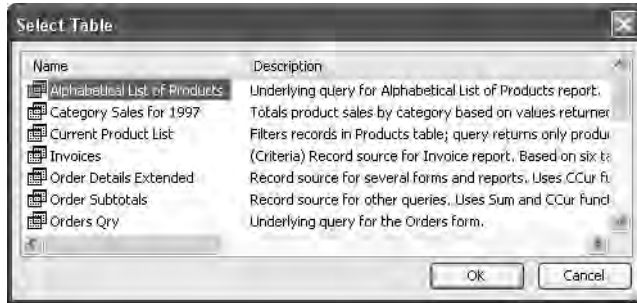 Select Table
Name Description
Alphabetical List of Products Underlying query for Alphabetical List of Products report.
Category Sales for 1997 Totals product sales by category based on values returned
Current Product List Filters records in Products table; query returns only produ
Invoices (Criteria) Record source for Invoice report. Based on six ta
Order Details Extended Record source for several forms and reports. Uses CCur fu
Order Subtotals Record source for other queries. Uses Sum and CCur funct
Orders Qry Underlying query for the Orders form.
OK Cancel